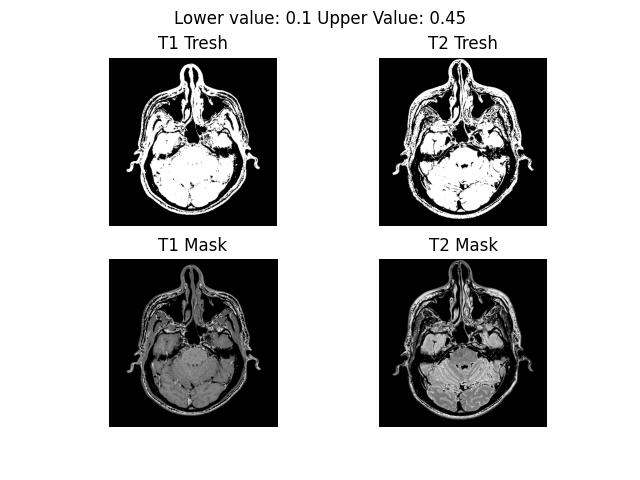 Lower value: 0.1 Upper Value: 0.45
T1 Tresh
T2 Tresh
T1 Mask
T2 Mask